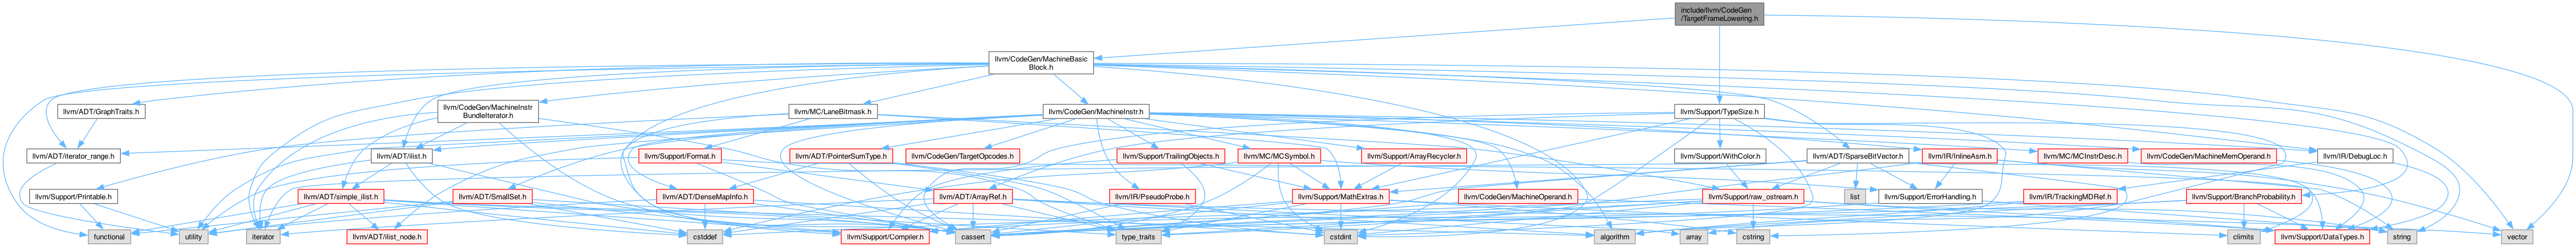 include/llvm/CodeGen
/TargetFrameLowering.h
llvm/CodeGen/MachineBasic
Block.h
llvm/ADT/GraphTraits.h
llvm/CodeGen/MachineInstr
BundleIterator.h
llvm/MC/LaneBitmask.h
llvm/CodeGen/MachineInstr.h
llvm/Support/TypeSize.h
llvm/ADT/iterator_range.h
llvm/ADT/ilist.h
llvm/Support/Format.h
llvm/ADT/PointerSumType.h
llvm/CodeGen/TargetOpcodes.h
llvm/Support/TrailingObjects.h
llvm/MC/MCSymbol.h
llvm/Support/ArrayRecycler.h
llvm/Support/WithColor.h
llvm/ADT/SparseBitVector.h
llvm/IR/InlineAsm.h
llvm/MC/MCInstrDesc.h
llvm/CodeGen/MachineMemOperand.h
llvm/IR/DebugLoc.h
llvm/Support/Printable.h
llvm/ADT/simple_ilist.h
llvm/ADT/SmallSet.h
llvm/ADT/DenseMapInfo.h
llvm/ADT/ArrayRef.h
llvm/IR/PseudoProbe.h
llvm/Support/MathExtras.h
llvm/CodeGen/MachineOperand.h
llvm/Support/raw_ostream.h
list
llvm/Support/ErrorHandling.h
llvm/IR/TrackingMDRef.h
llvm/Support/BranchProbability.h
functional
utility
iterator
llvm/ADT/ilist_node.h
cstddef
llvm/Support/Compiler.h
cassert
type_traits
cstdint
algorithm
array
cstring
climits
llvm/Support/DataTypes.h
string
vector